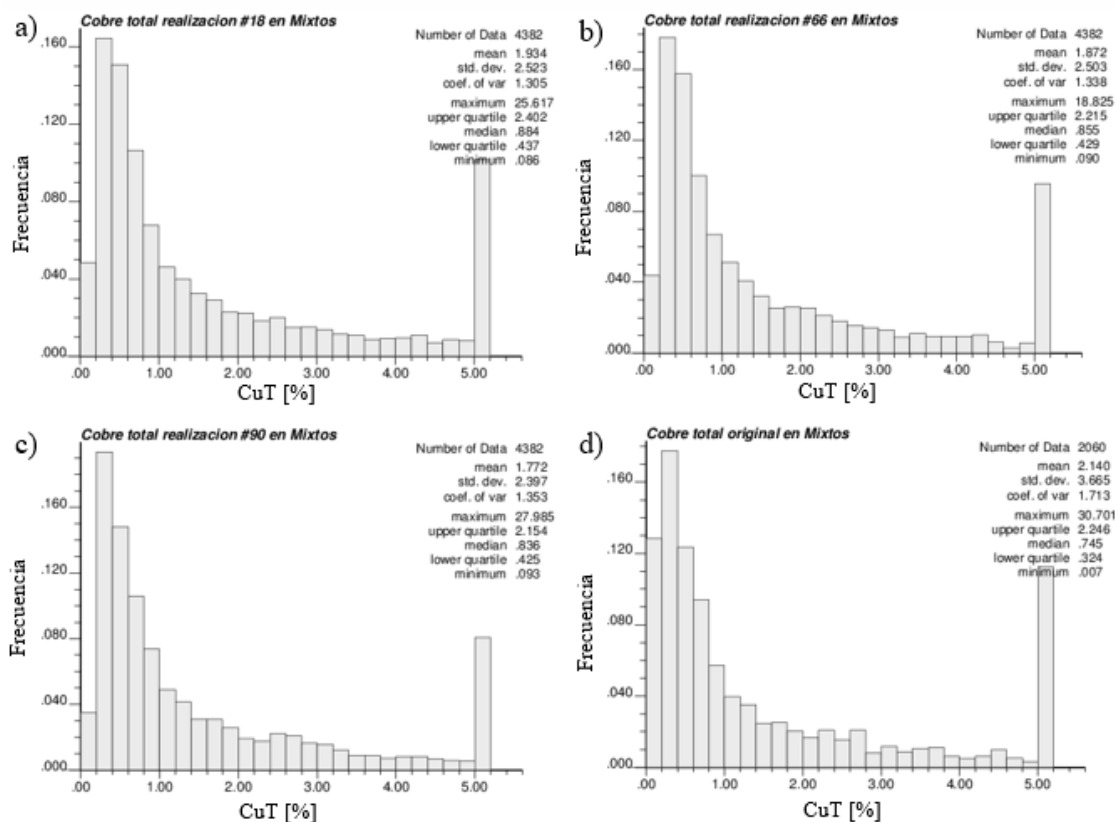 a)
Cobre total realizacion #18 en Mixtos
Number of Data 4382
mean 1.934
std. dev. 2.523
coef. of var 1.305
maximum 25.617
upper quartile 2.402
median .884
lower quartile .437
minimum .086
Frecuencia
.160
.120
.080
.040
.000
.00 1.00 2.00 3.00 4.00 5.00
CuT [%]
b)
Cobre total realizacion #66 en Mixtos
Number of Data 4382
mean 1.872
std. dev. 2.503
coef. of var 1.338
maximum 18.825
upper quartile 2.215
median .855
lower quartile .429
minimum .090
Frecuencia
.160
.120
.080
.040
.000
.00 1.00 2.00 3.00 4.00 5.00
CuT [%]
c)
Cobre total realizacion #90 en Mixtos
Number of Data 4382
mean 1.772
std. dev. 2.397
coef. of var 1.353
maximum 27.985
upper quartile 2.154
median .836
lower quartile .425
minimum .093
Frecuencia
.160
.120
.080
.040
.000
.00 1.00 2.00 3.00 4.00 5.00
CuT [%]
d)
Cobre total original en Mixtos
Number of Data 2060
mean 2.140
std. dev. 3.665
coef. of var 1.713
maximum 30.701
upper quartile 2.246
median .745
lower quartile .324
minimum .007
Frecuencia
.160
.120
.080
.040
.000
.00 1.00 2.00 3.00 4.00 5.00
CuT [%]